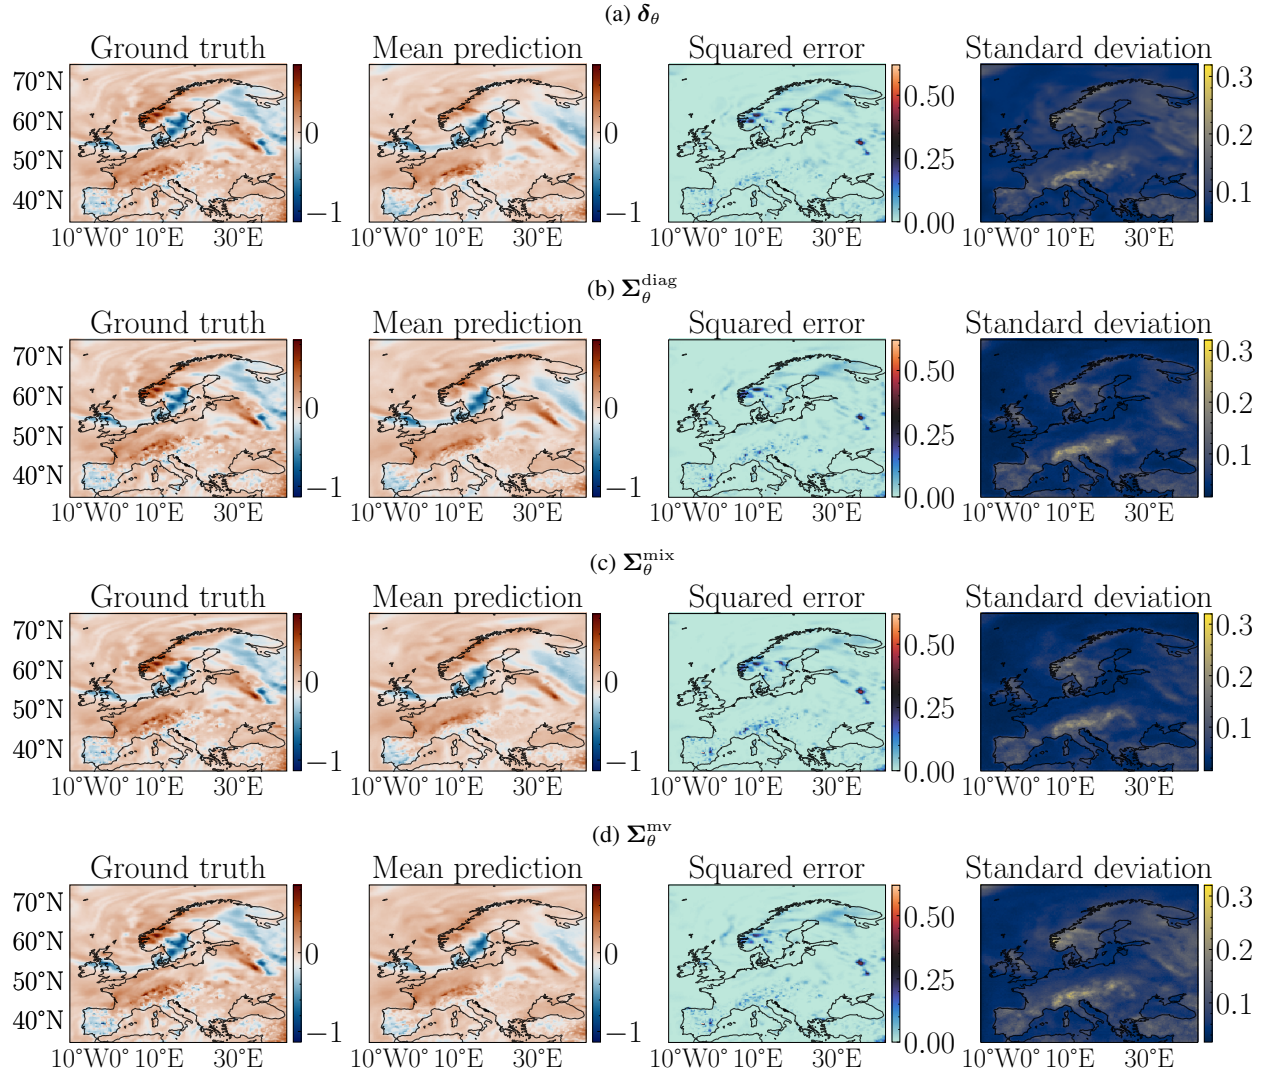 (a) δθ
Ground truth Mean prediction Squared error Standard deviation
70°N 60°N 50°N 40°N
0 −1
0 −1
0.50 0.25 0.00
0.3 0.2 0.1
10°W0° 10°E 30°E 10°W0° 10°E 30°E 10°W0° 10°E 30°E 10°W0° 10°E 30°E
(b) Σθ^diag
Ground truth Mean prediction Squared error Standard deviation
70°N 60°N 50°N 40°N
0 −1
0 −1
0.50 0.25 0.00
0.3 0.2 0.1
10°W0° 10°E 30°E 10°W0° 10°E 30°E 10°W0° 10°E 30°E 10°W0° 10°E 30°E
(c) Σθ^mix
Ground truth Mean prediction Squared error Standard deviation
70°N 60°N 50°N 40°N
0 −1
0 −1
0.50 0.25 0.00
0.3 0.2 0.1
10°W0° 10°E 30°E 10°W0° 10°E 30°E 10°W0° 10°E 30°E 10°W0° 10°E 30°E
(d) Σθ^mv
Ground truth Mean prediction Squared error Standard deviation
70°N 60°N 50°N 40°N
0 −1
0 −1
0.50 0.25 0.00
0.3 0.2 0.1
10°W0° 10°E 30°E 10°W0° 10°E 30°E 10°W0° 10°E 30°E 10°W0° 10°E 30°E